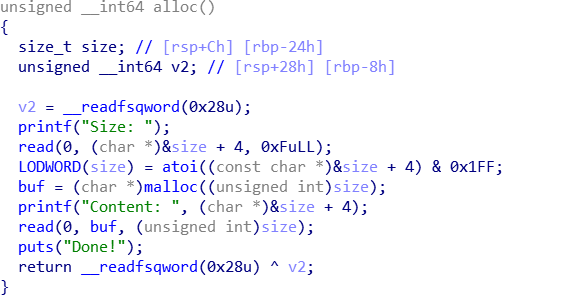 unsigned __int64 alloc()
{
  size_t size; // [rsp+Ch] [rbp-24h]
  unsigned __int64 v2; // [rsp+28h] [rbp-8h]

  v2 = __readfsqword(0x28u);
  printf("Size: ");
  read(0, (char *)&size + 4, 0xFuLL);
  LODWORD(size) = atoi((const char *)&size + 4) & 0x1FF;
  buf = (char *)malloc((unsigned int)size);
  printf("Content: ", (char *)&size + 4);
  read(0, buf, (unsigned int)size);
  puts("Done!");
  return __readfsqword(0x28u) ^ v2;
}